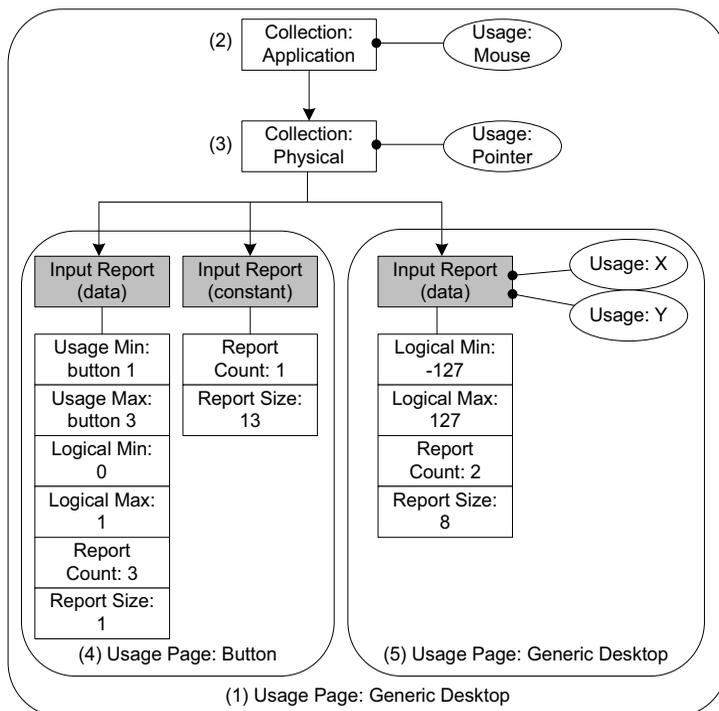 (2)
Collection:
Application
Usage:
Mouse
(3)
Collection:
Physical
Usage:
Pointer
Input Report
(data)
Usage Min:
button 1
Usage Max:
button 3
Logical Min:
0
Logical Max:
1
Report
Count: 3
Report Size:
1
Input Report
(constant)
Report
Count: 1
Report Size:
13
(4) Usage Page: Button
Input Report
(data)
Usage: X
Usage: Y
Logical Min:
-127
Logical Max:
127
Report
Count: 2
Report Size:
8
(5) Usage Page: Generic Desktop
(1) Usage Page: Generic Desktop